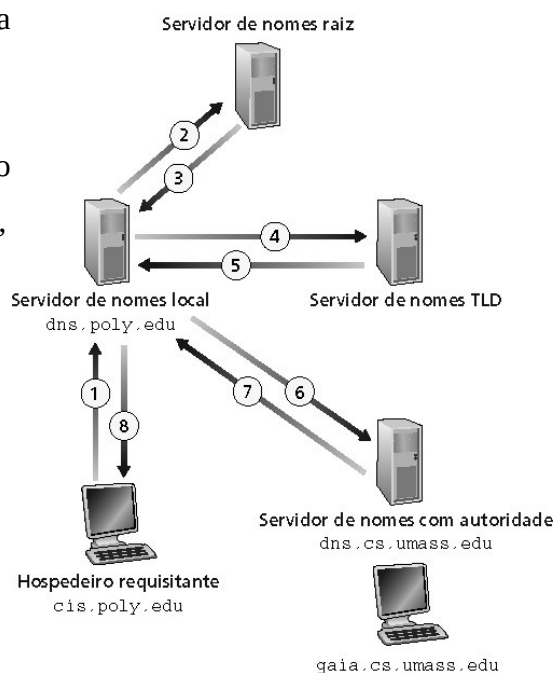 a
Servidor de nomes raiz
2
3
o
,
4
5
Servidor de nomes local
dns.poly.edu
Servidor de nomes TLD
1
8
7
6
Servidor de nomes com autoridade
dns.cs.umass.edu
Hospedeiro requisitante
cis.poly.edu
gaia.cs.umass.edu